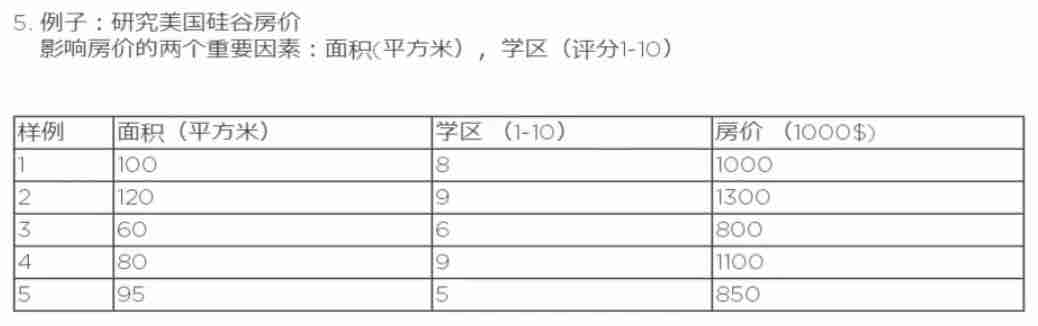 5. 例子：研究美国硅谷房价
影响房价的两个重要因素：面积(平方米），学区（评分1-10）
样例 面积（平方米） 学区 （1-10） 房价 （1000$)
1 100 8 1000
2 120 9 1300
3 60 6 800
4 80 9 1100
5 95 5 850